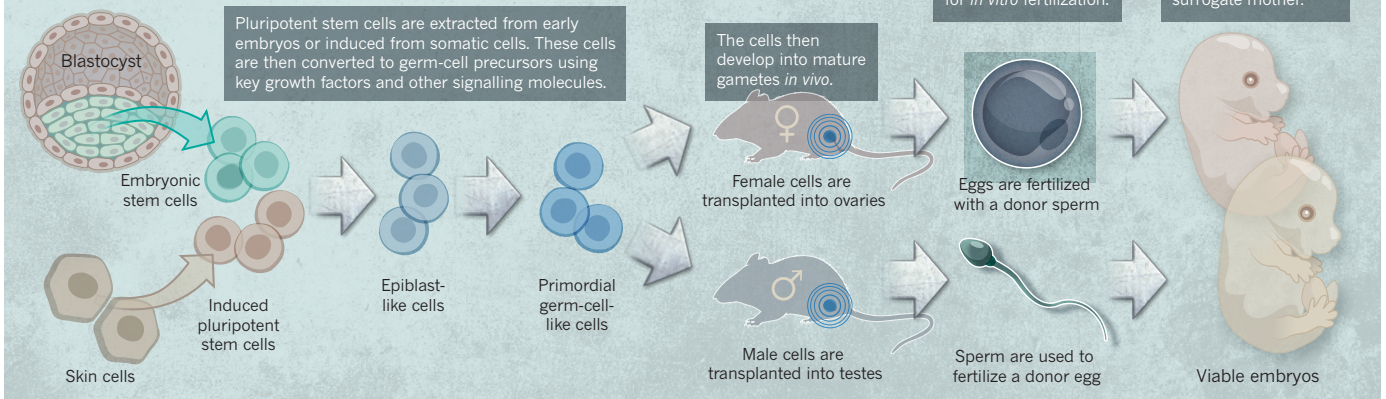 for in vitro fertilization.
surrogate mother.
Pluripotent stem cells are extracted from early
embryos or induced from somatic cells. These cells
are then converted to germ-cell precursors using
key growth factors and other signalling molecules.
The cells then
develop into mature
gametes in vivo.
Blastocyst
Embryonic
stem cells
Skin cells
Induced
pluripotent
stem cells
Epiblast-
like cells
Primordial
germ-cell-
like cells
Female cells are
transplanted into ovaries
Male cells are
transplanted into testes
Eggs are fertilized
with a donor sperm
Sperm are used to
fertilize a donor egg
Viable embryos